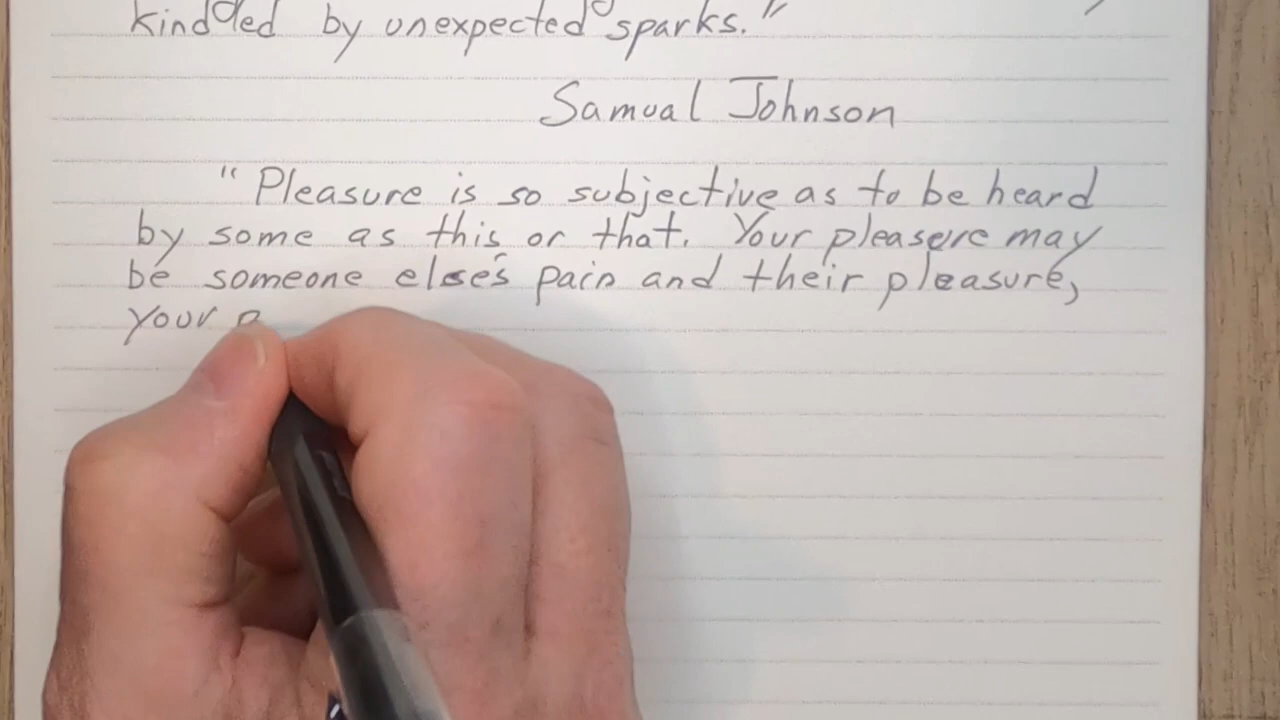 kindled by unexpected sparks."
Samual Johnson
"Pleasure is so subjective as to be heard
by some as this or that. Your pleasure may
be someone else's pain and their pleasure,
your p